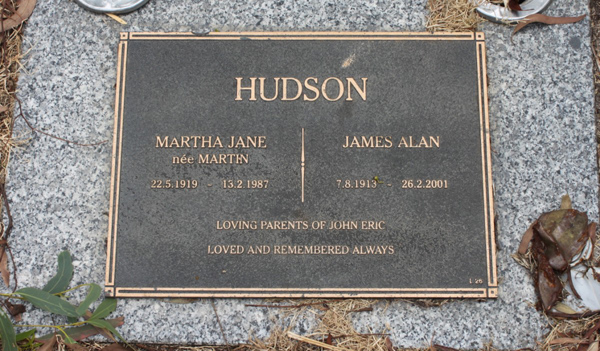 HUDSON
MARTHA JANE
née MARTIN
22.5.1919 - 13.2.1987
JAMES ALAN
7.8.1913 - 26.2.2001
LOVING PARENTS OF JOHN ERIC
LOVED AND REMEMBERED ALWAYS